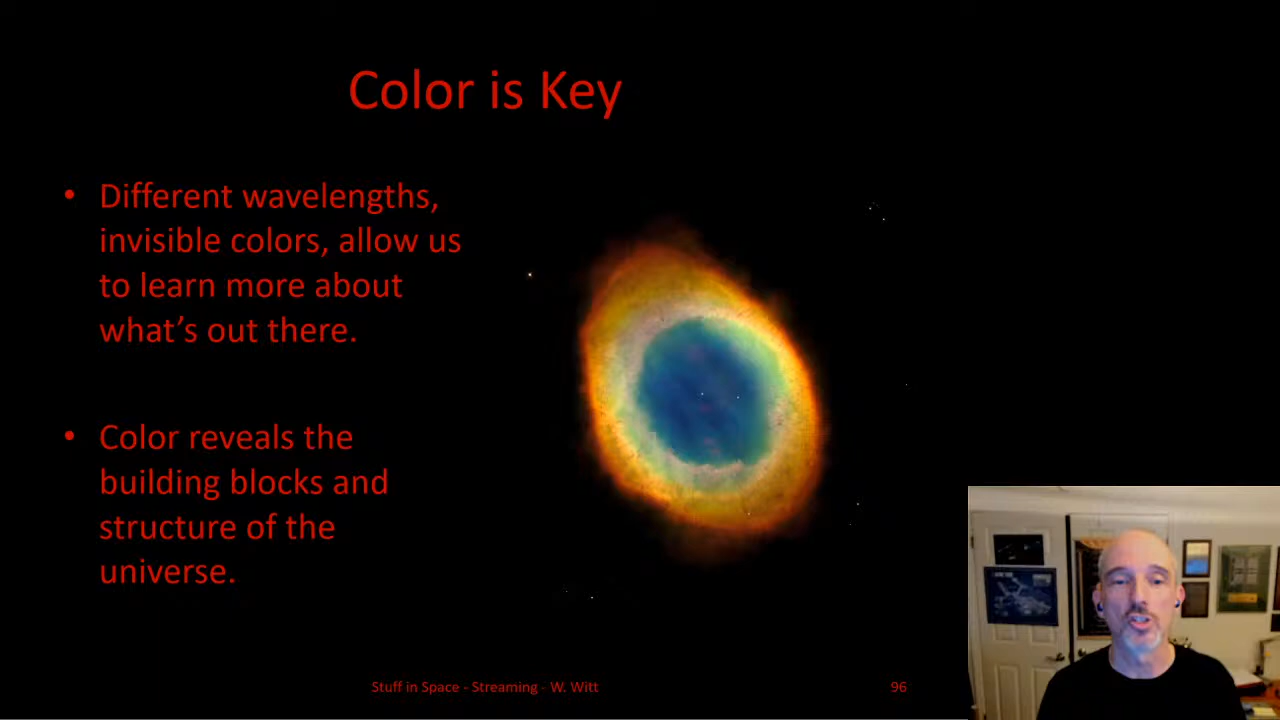 Color is Key
• Different wavelengths,
invisible colors, allow us
to learn more about
what’s out there.
• Color reveals the
building blocks and
structure of the
universe.
Stuff in Space - Streaming - W. Witt
96